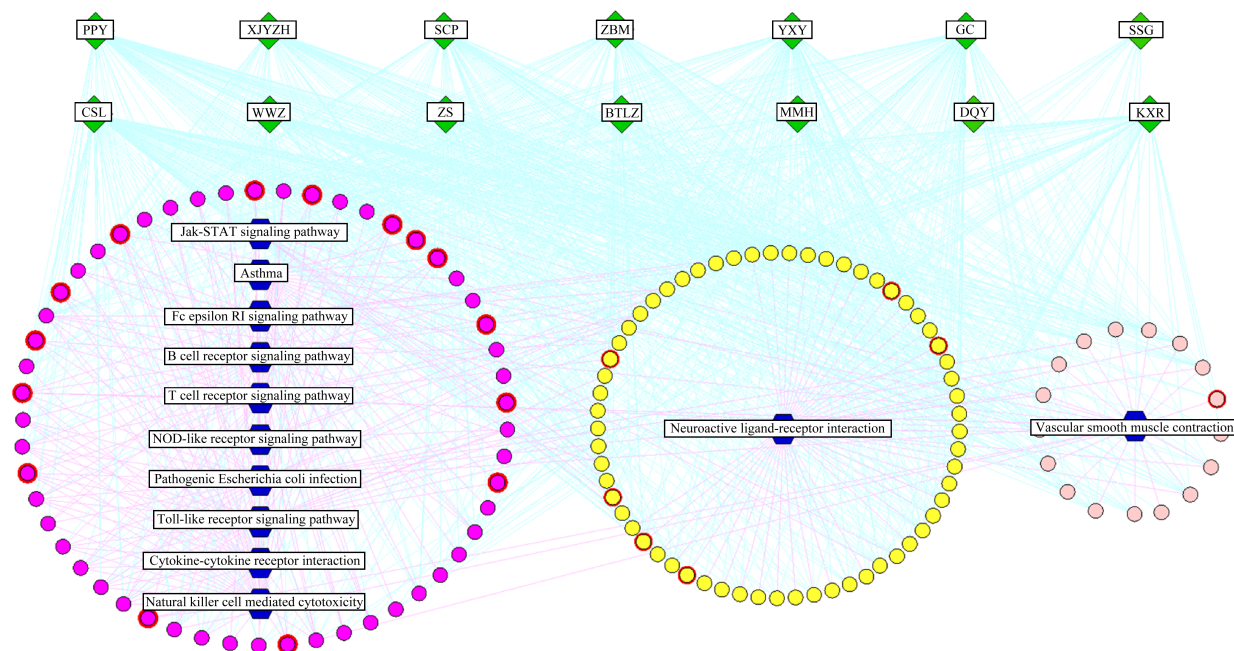 PPY
XJYZH
SCP
ZBM
YXY
GC
SSG
CSL
WWZ
ZS
BTLZ
MMH
DQY
KXR
Jak-STAT signaling pathway
Asthma
Fc epsilon RI signaling pathway
B cell receptor signaling pathway
T cell receptor signaling pathway
NOD-like receptor signaling pathway
Pathogenic Escherichia coli infection
Toll-like receptor signaling pathway
Cytokine-cytokine receptor interaction
Natural killer cell mediated cytotoxicity
Neuroactive ligand-receptor interaction
Vascular smooth muscle contraction